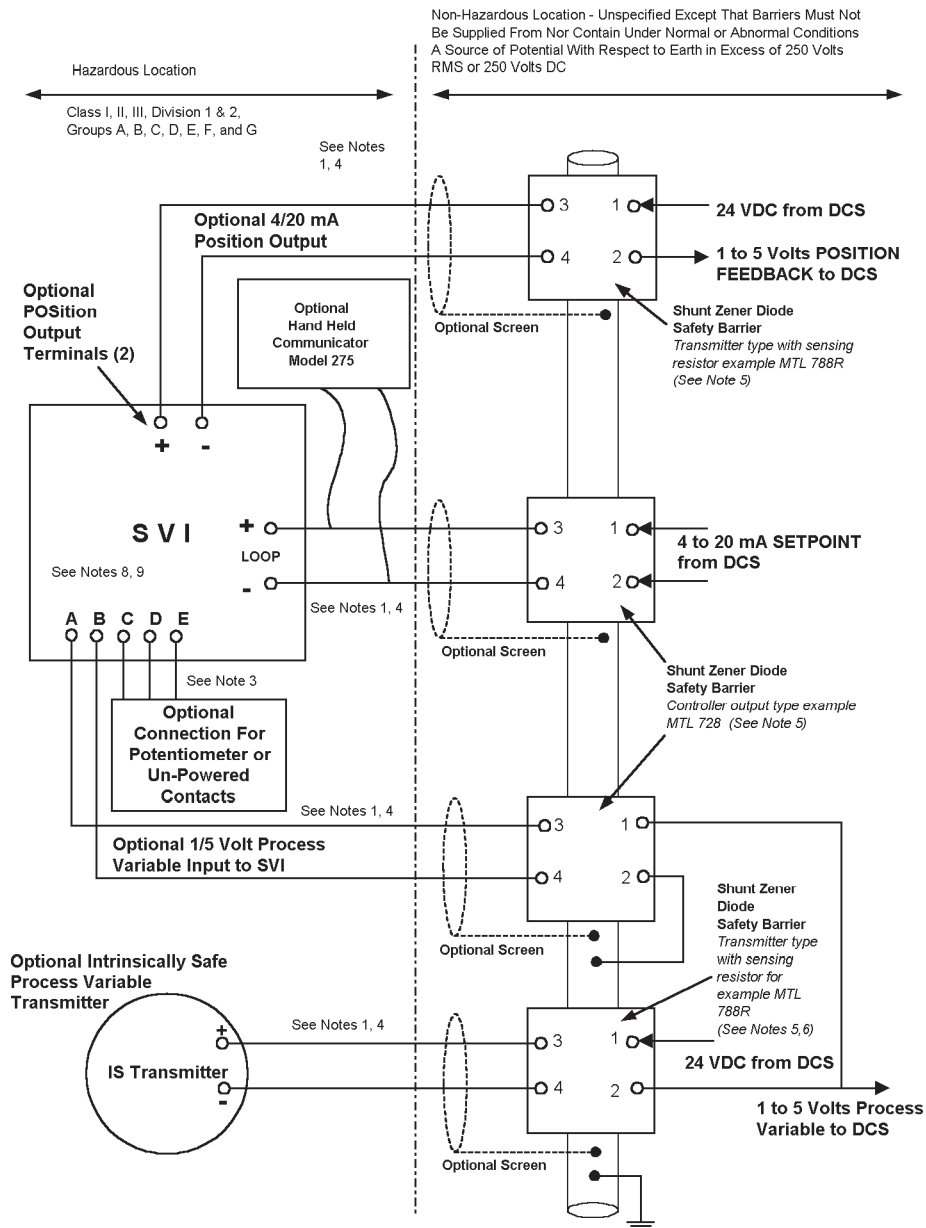 Non-Hazardous Location - Unspecified Except That Barriers Must Not
Be Supplied From Nor Contain Under Normal or Abnormal Conditions
A Source of Potential With Respect to Earth in Excess of 250 Volts
RMS or 250 Volts DC
Hazardous Location
Class I, II, III, Division 1 & 2,
Groups A, B, C, D, E, F, and G
See Notes
1, 4
Optional 4/20 mA
Position Output
3
1
24 VDC from DCS
4
2
1 to 5 Volts POSITION
FEEDBACK to DCS
Optional
POSition
Output
Terminals (2)
Optional
Hand Held
Communicator
Model 275
Optional Screen
Shunt Zener Diode
Safety Barrier
Transmitter type with sensing
resistor example MTL 788R
(See Note 5)
+
-
S V I
+
LOOP
-
See Notes 8, 9
3
1
4 to 20 mA SETPOINT
from DCS
4
2
See Notes 1, 4
A B C D E
Optional Screen
See Note 3
Optional
Connection For
Potentiometer or
Un-Powered
Contacts
Shunt Zener Diode
Safety Barrier
Controller output type example
MTL 728 (See Note 5)
See Notes 1, 4
3
1
Optional 1/5 Volt Process
Variable Input to SVI
4
2
Optional Screen
Shunt Zener
Diode
Safety Barrier
Transmitter type
with sensing
resistor for
example MTL
788R
(See Notes 5,6)
Optional Intrinsically Safe
Process Variable
Transmitter
See Notes 1, 4
+
IS Transmitter
-
3
1
24 VDC from DCS
4
2
1 to 5 Volts Process
Variable to DCS
Optional Screen